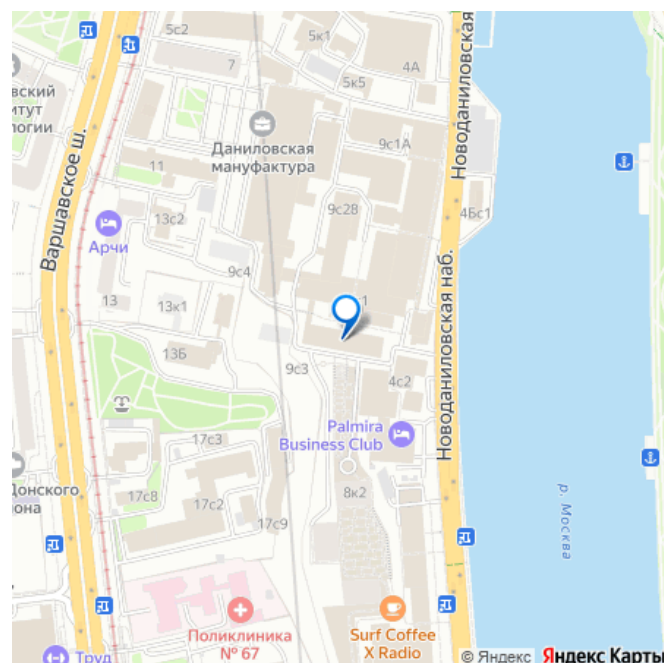 5с2
5к1
Новоданиловская
7
4А
5к5
вский
итут
логии
Варшавское ш.
Даниловская
мануфактура
9с1А
11
13с2
9с28
4Бс1
Арчи
9с4
13
13к1
Новоданиловская наб.
13Б
9с3
4с2
Palmira
Business Club
17с3
Донского
она
17с8
17с2
8к2
17с9
р. Москва
Поликлиника
№ 67
Surf Coffee
X Radio
Труд
© Яндекс Яндекс Карты